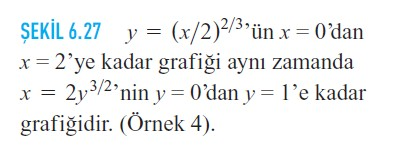 ŞEKİL 6.27 y = (x/2)^{2/3}'ün x = 0'dan
x = 2'ye kadar grafiği aynı zamanda
x = 2y^{3/2}'nin y = 0'dan y = 1'e kadar
grafiğidir. (Örnek 4).